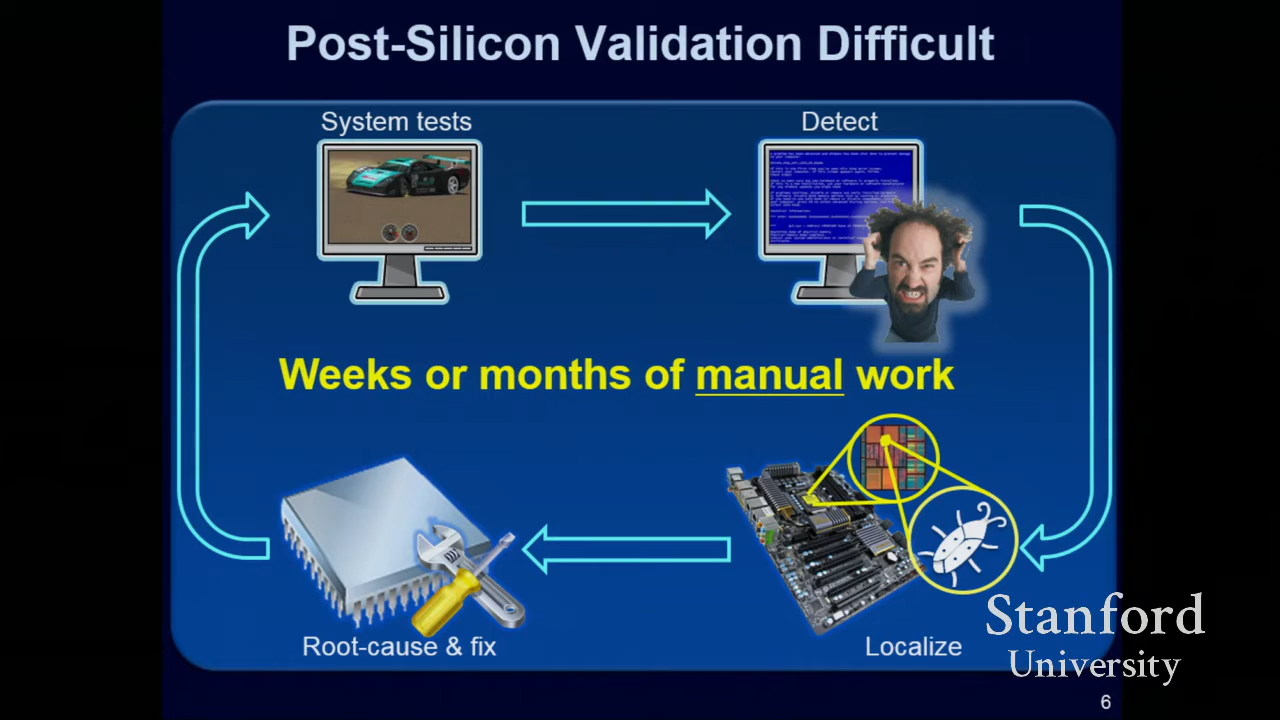 Post-Silicon Validation Difficult
System tests
Detect
Weeks or months of manual work
Root-cause & fix
Localize
Stanford
University
6